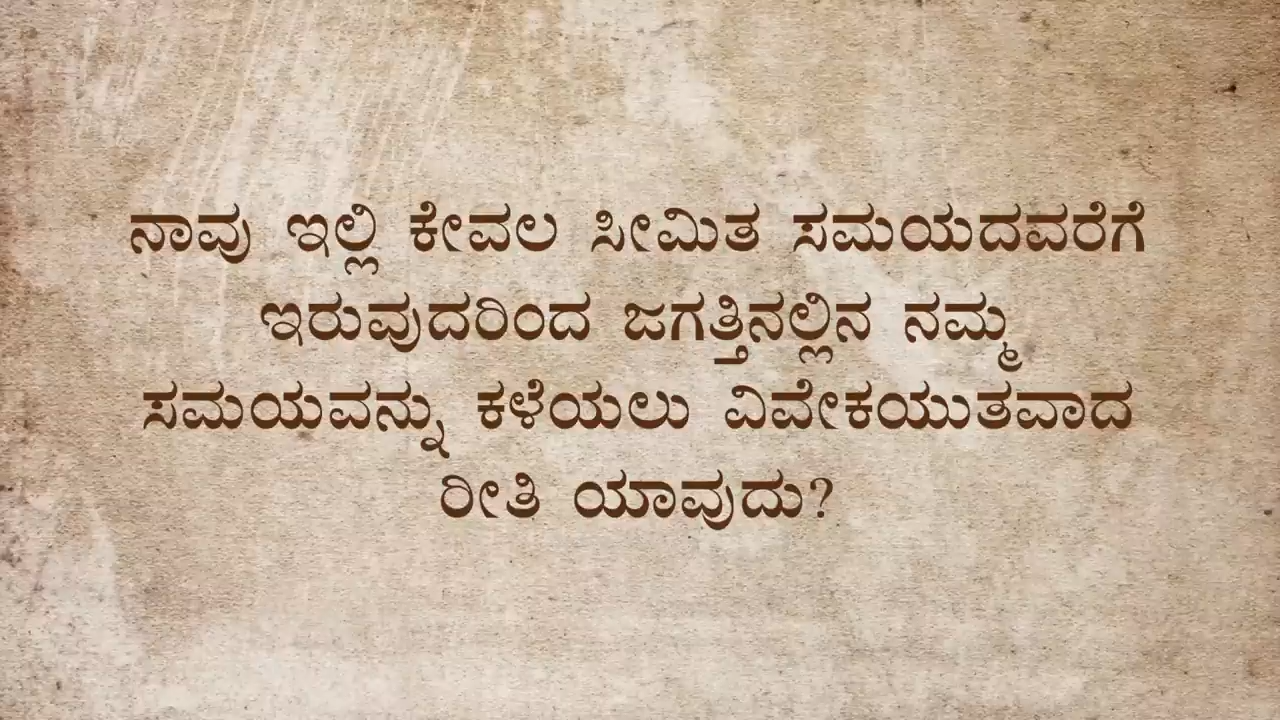 ನಾವು ಇಲ್ಲಿ ಕೇವಲ ಸೀಮಿತ ಸಮಯದವರೆಗೆ
ಇರುವುದರಿಂದ ಜಗತ್ತಿನಲ್ಲಿನ ನಮ್ಮ
ಸಮಯವನ್ನು ಕಳೆಯಲು ವಿವೇಕಯುತವಾದ
ರೀತಿ ಯಾವುದು?